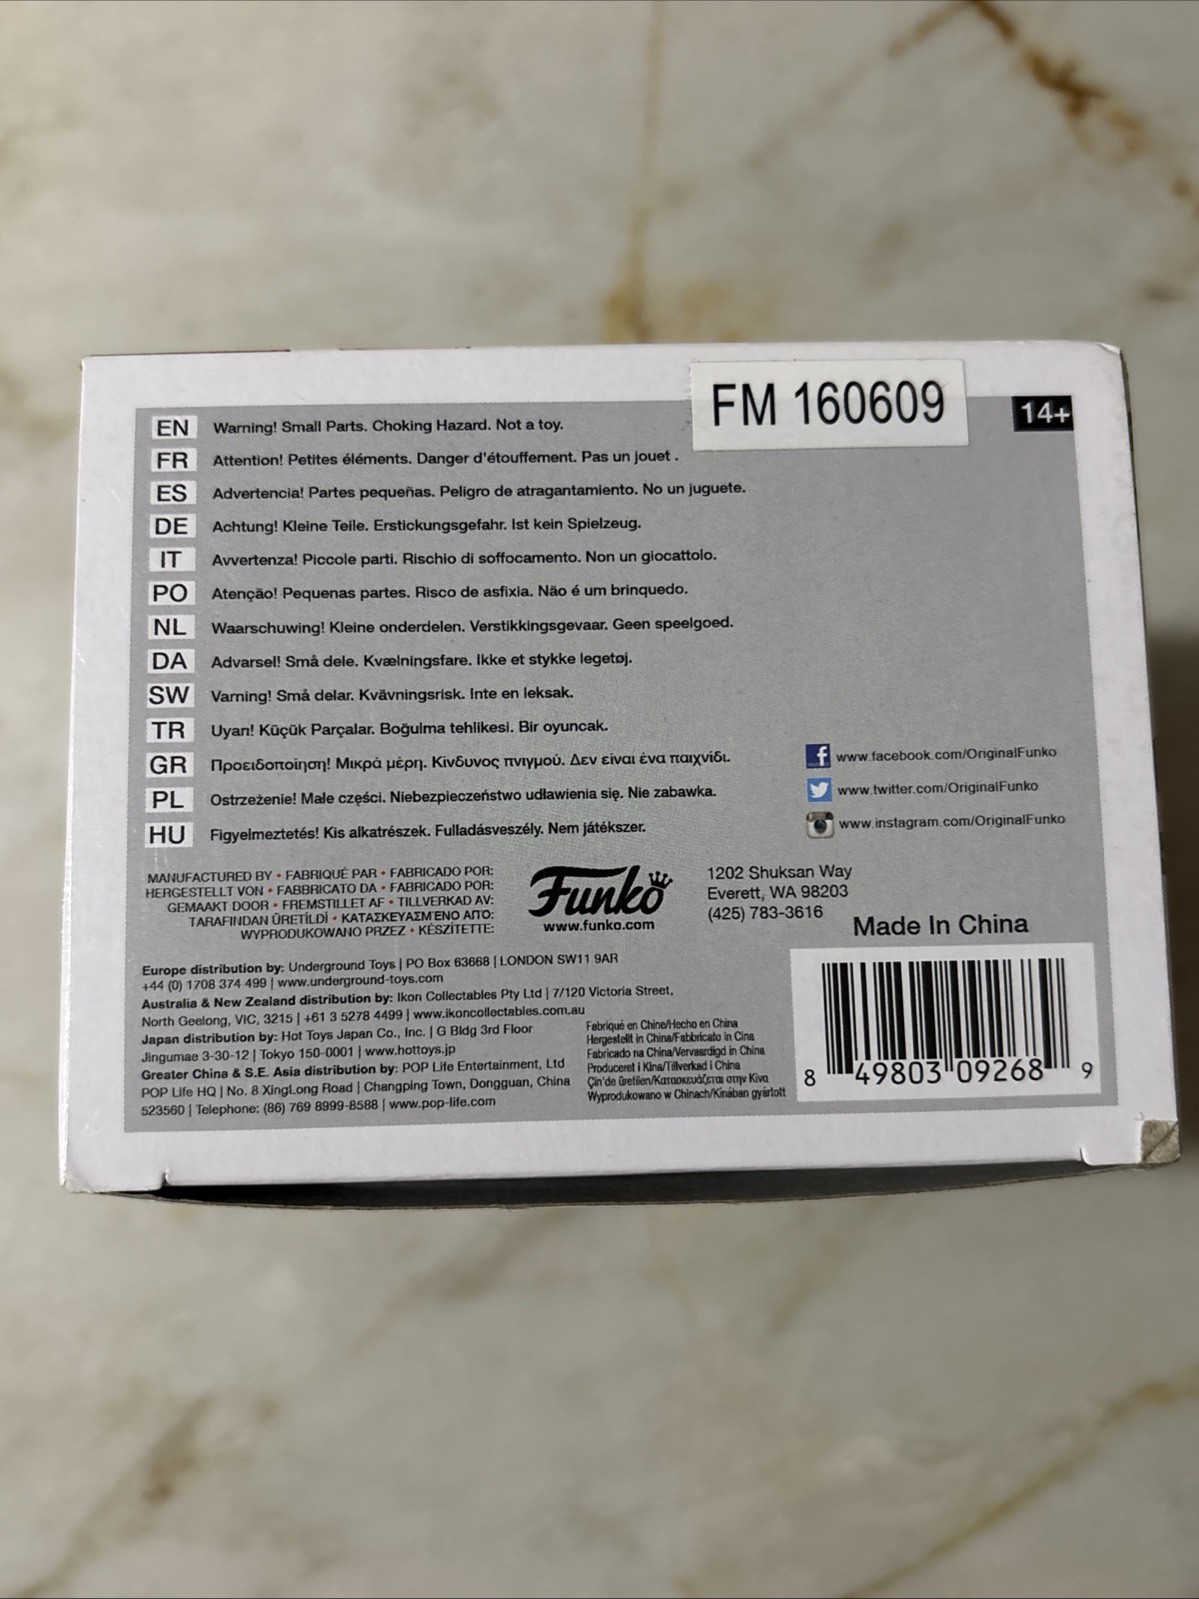 FM 160609
14+
EN Warning! Small Parts. Choking Hazard. Not a toy.
FR Attention! Petites éléments. Danger d'étouffement. Pas un jouet .
ES Advertencia! Partes pequeñas. Peligro de atragantamiento. No un juguete.
DE Achtung! Kleine Teile. Erstickungsgefahr. Ist kein Spielzeug.
IT Avvertenza! Piccole parti. Rischio di soffocamento. Non un giocattolo.
PO Atenção! Pequenas partes. Risco de asfixia. Não é um brinquedo.
NL Waarschuwing! Kleine onderdelen. Verstikkingsgevaar. Geen speelgoed.
DA Advarsel! Små dele. Kvælningsfare. Ikke et stykke legetøj.
SW Varning! Små delar. Kvävningsrisk. Inte en leksak.
TR Uyarı! Küçük Parçalar. Boğulma tehlikesi. Bir oyuncak.
GR Προειδοποίηση! Μικρά μέρη. Κίνδυνος πνιγμού. Δεν είναι ένα παιχνίδι.
PL Ostrzeżenie! Małe części. Niebezpieczeństwo udławienia się. Nie zabawka.
HU Figyelmeztetés! Kis alkatrészek. Fulladásveszély. Nem játékszer.
www.facebook.com/OriginalFunko
www.twitter.com/OriginalFunko
www.instagram.com/OriginalFunko
MANUFACTURED BY • FABRIQUÉ PAR • FABRICADO POR:
HERGESTELLT VON • FABBRICATO DA • FABRICADO POR:
GEMAAKT DOOR • FREMSTILLET AF • TILLVERKAD AV:
TARAFINDAN ÜRETİLDİ • ΚΑΤΑΣΚΕΥΑΣΜΈΝΟ ΑΠΌ:
WYPRODUKOWANO PRZEZ • KÉSZÍTETTE:
Funko
www.funko.com
1202 Shuksan Way
Everett, WA 98203
(425) 783-3616
Made In China
Europe distribution by: Underground Toys | PO Box 63668 | LONDON SW11 9AR
+44 (0) 1708 374 499 | www.underground-toys.com
Australia & New Zealand distribution by: Ikon Collectables Pty Ltd | 7/120 Victoria Street,
North Geelong, VIC, 3215 | +61 3 5278 4499 | www.ikoncollectables.com.au
Japan distribution by: Hot Toys Japan Co., Inc. | G Bldg 3rd Floor
Jingumae 3-30-12 | Tokyo 150-0001 | www.hottoys.jp
Greater China & S.E. Asia distribution by: POP Life Entertainment, Ltd
POP Life HQ | No. 8 XingLong Road | Changping Town, Dongguan, China
523560 | Telephone: (86) 769 8999-8588 | www.pop-life.com
Fabriqué en Chine/Hecho en China
Hergestellt in China/Fabbricato in Cina
Fabricado na China/Vervaardigd in China
Produceret i Kina/Tillverkad i China
Çin'de üretilen/Κατασκευάζεται στην Κίνα
Wyprodukowano w Chinach/Kínában gyártott
8 49803 09268 9